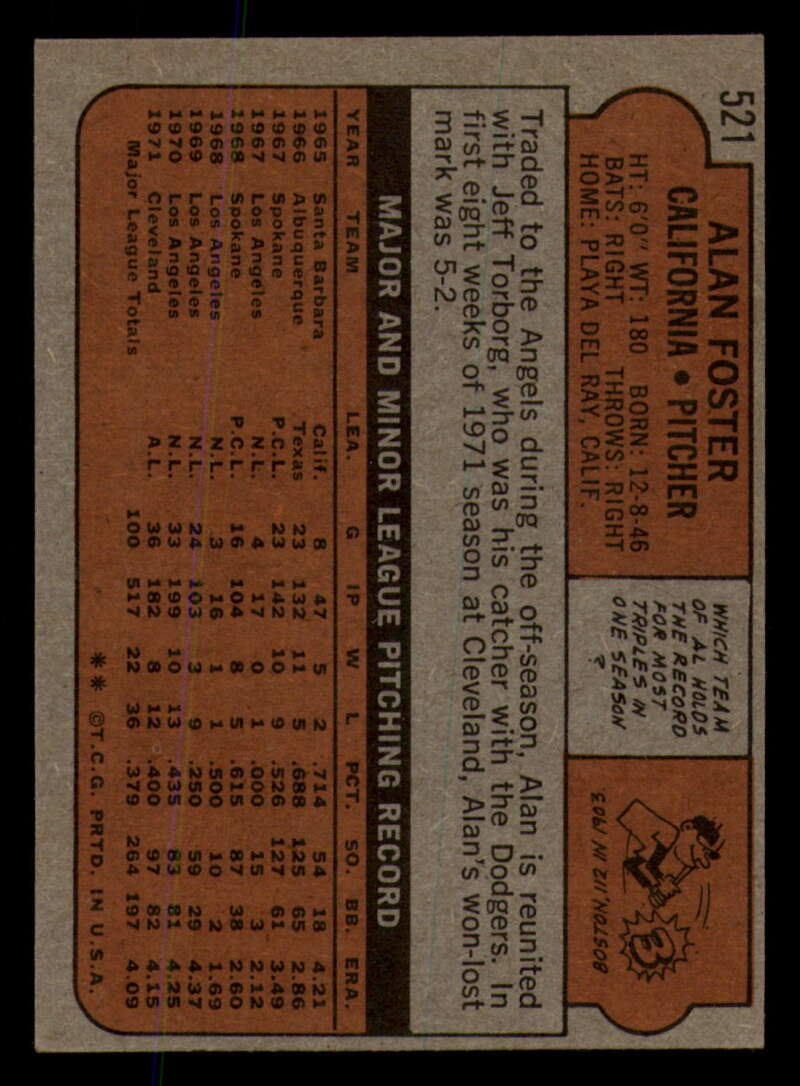 521
ALAN FOSTER
CALIFORNIA • PITCHER
HT: 6'0" WT: 180 BORN: 12-8-46
BATS: RIGHT THROWS: RIGHT
HOME: PLAYA DEL RAY, CALIF.
WHICH TEAM
OF AL HOLDS
THE RECORD
FOR MOST
TRIPLES IN
ONE SEASON
?
B
BOSTON, 112 IN 1903
Traded to the Angels during the off-season, Alan is reunited
with Jeff Torborg, who was his catcher with the Dodgers. In
first eight weeks of 1971 season at Cleveland, Alan's won-lost
mark was 5-2.
MAJOR AND MINOR LEAGUE PITCHING RECORD
YEAR TEAM LEA. G IP W L PCT. SO. BB. ERA.
1965 Santa Barbara Calif. 8 47 5 2 .714 54 18 4.21
1966 Albuquerque Texas 23 132 11 5 .688 125 65 2.86
1967 Spokane P.C.L. 23 142 10 9 .526 127 61 3.49
1967 Los Angeles N.L. 4 17 0 1 .000 15 3 2.12
1968 Spokane P.C.L. 16 104 8 5 .615 87 38 2.60
1968 Los Angeles N.L. 3 16 1 1 .500 10 2 1.69
1969 Los Angeles N.L. 24 103 3 9 .250 59 29 4.37
1970 Los Angeles N.L. 33 199 10 13 .435 83 81 4.25
1971 Cleveland A.L. 36 182 8 12 .400 97 82 4.15
Major League Totals 100 517 22 36 .379 264 197 4.09
** ©T.C.G. PRTD. IN U.S.A.